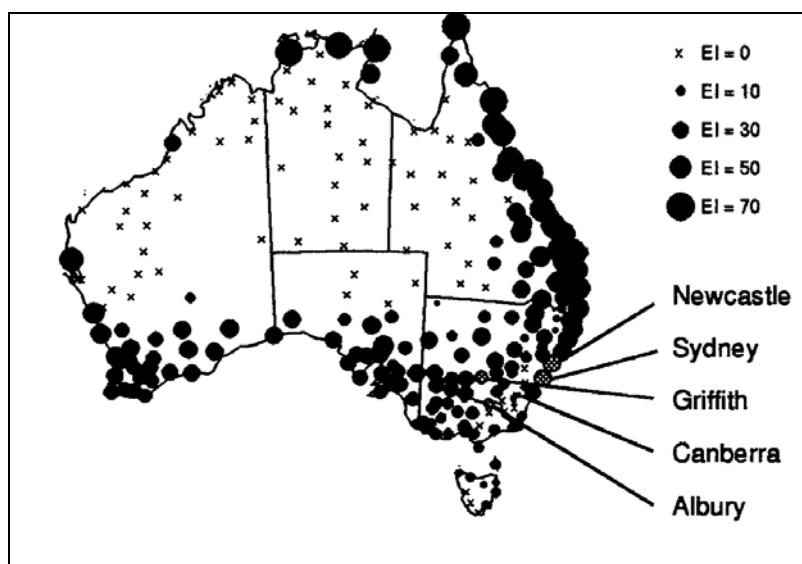 EI = 0
EI = 10
EI = 30
EI = 50
EI = 70
Newcastle
Sydney
Griffith
Canberra
Albury